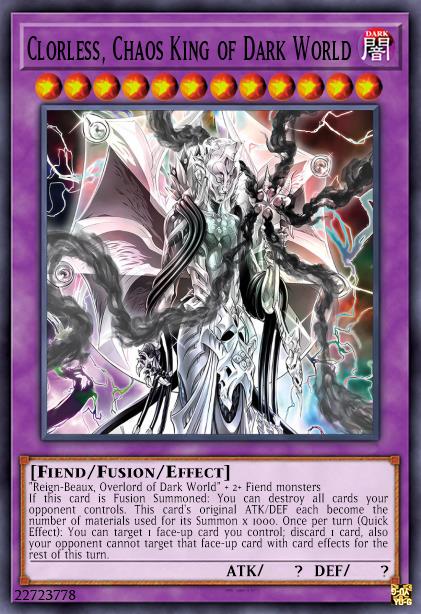 CLORLESS, CHAOS KING OF DARK WORLD
DARK
闇
[FIEND/FUSION/EFFECT]
"Reign-Beaux, Overlord of Dark World" + 2+ Fiend monsters
If this card is Fusion Summoned: You can destroy all cards your
opponent controls. This card's original ATK/DEF each become the
number of materials used for its Summon x 1000. Once per turn (Quick
Effect): You can target 1 face-up card you control; discard 1 card, also
your opponent cannot target that face-up card with card effects for the
rest of this turn.
ATK/ ? DEF/ ?
22723778